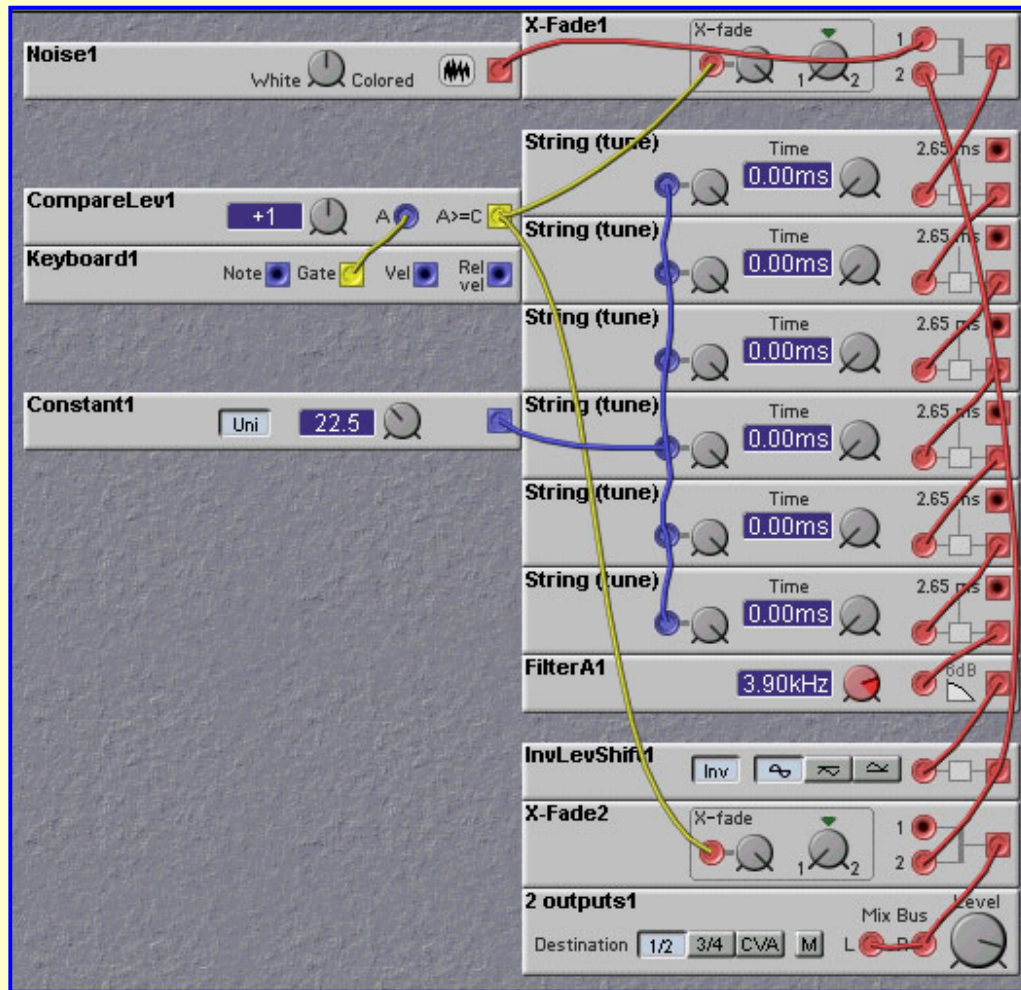 Noise1
White Colored
CompareLev1
+1 A A>=C
Keyboard1
Note Gate Vel Rel vel
Constant1
Uni 22.5
X-Fade1
X-fade
1 2
1
2
String (tune)
Time
0.00ms
2.65 ms
String (tune)
Time
0.00ms
2.65 ms
String (tune)
Time
0.00ms
2.65 ms
String (tune)
Time
0.00ms
2.65 ms
String (tune)
Time
0.00ms
2.65 ms
String (tune)
Time
0.00ms
2.65 ms
FilterA1
3.90kHz
6dB
InvLevShift1
Inv
X-Fade2
X-fade
1 2
1
2
2 outputs1
Level
Mix Bus
Destination 1/2 3/4 CVA M L R